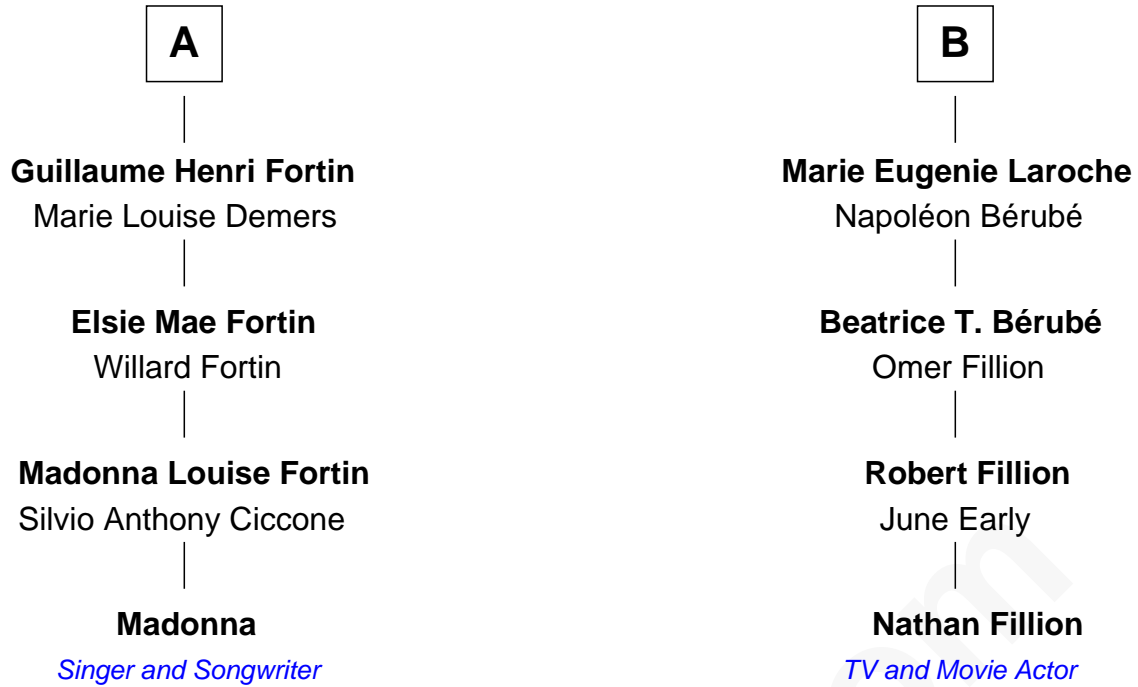 A
Guillaume Henri Fortin
Marie Louise Demers
Elsie Mae Fortin
Willard Fortin
Madonna Louise Fortin
Silvio Anthony Ciccone
Madonna
Singer and Songwriter
B
Marie Eugenie Laroche
Napoléon Bérubé
Beatrice T. Bérubé
Omer Fillion
Robert Fillion
June Early
Nathan Fillion
TV and Movie Actor